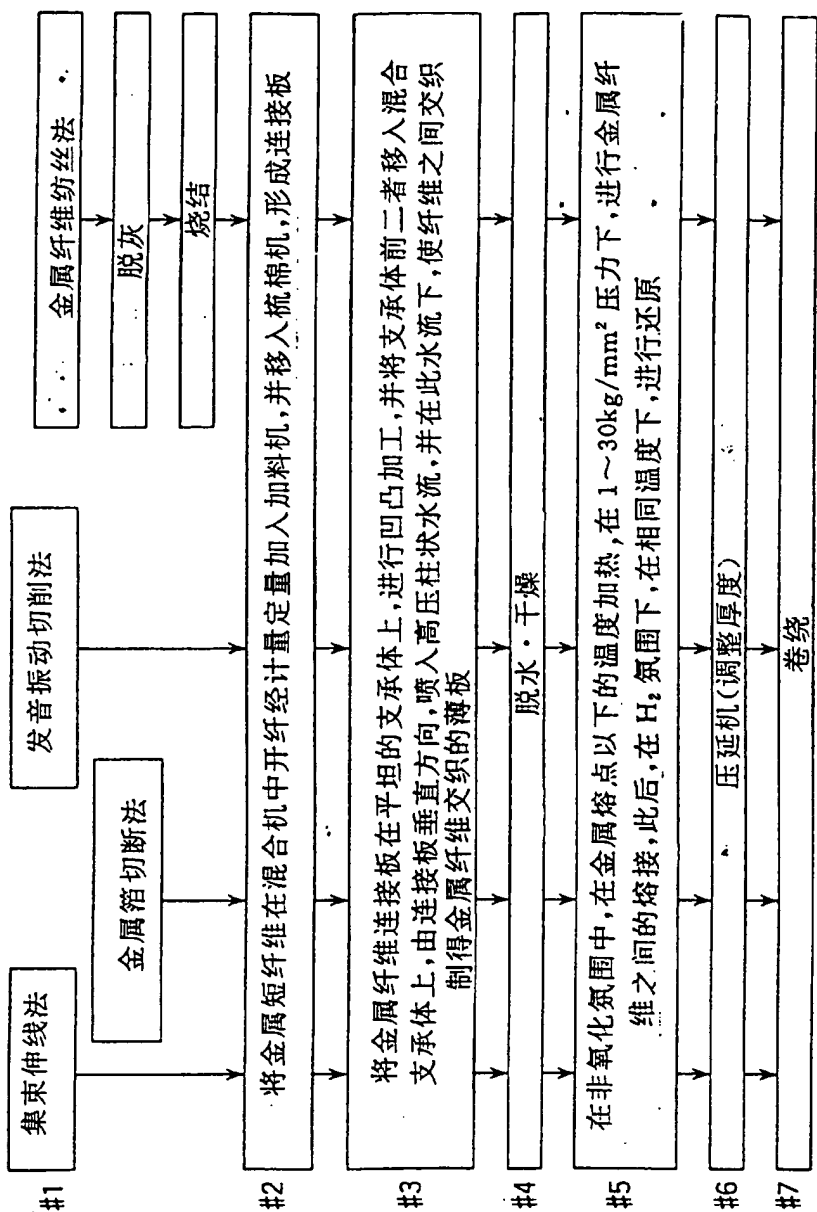 #1
集束伸线法
金属箔切断法
发音振动切削法
金属纤维纺丝法
脱灰
烧结
#2
将金属短纤维在混合机中开纤经计量定量加入加料机,并移入梳棉机,形成连接板
#3
将金属纤维连接板在平坦的支承体上,进行凹凸加工,并将支承体前二者移入混合
支承体上,由连接板垂直方向,喷入高压柱状水流,并在此水流下,使纤维之间交织
制得金属纤维交织的薄板
#4
脱水·干燥
#5
在非氧化氛围中,在金属熔点以下的温度加热,在1~30kg/mm²压力下,进行金属纤
维之间的熔接,此后,在H₂氛围下,在相同温度下,进行还原
#6
压延机(调整厚度)
#7
卷绕